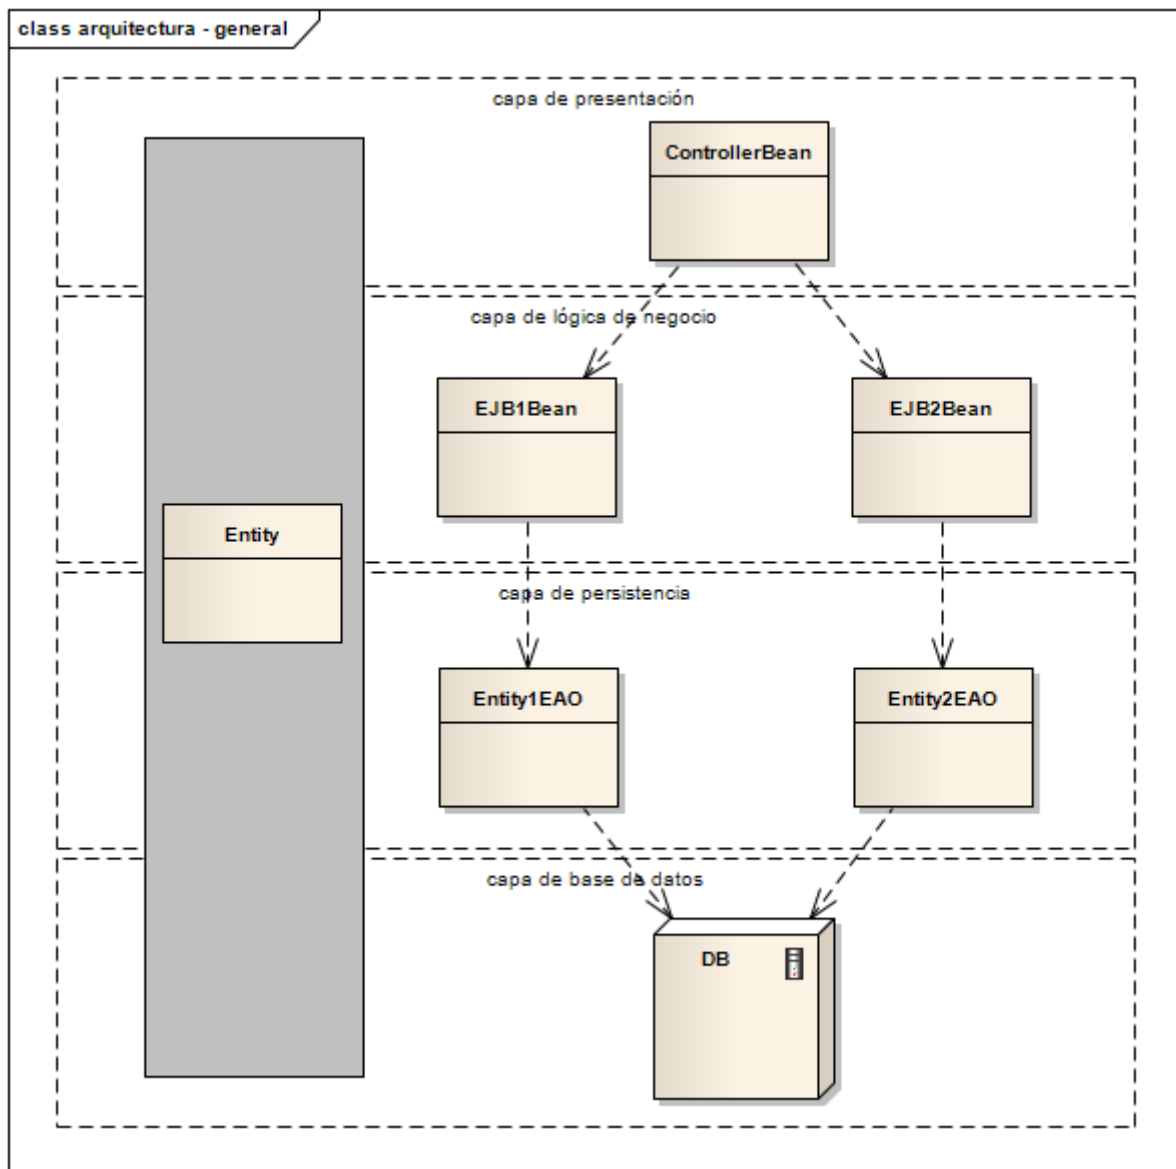 class arquitectura - general
capa de presentación
ControllerBean
capa de lógica de negocio
EJB1Bean
EJB2Bean
Entity
capa de persistencia
Entity1EAO
Entity2EAO
capa de base de datos
DB